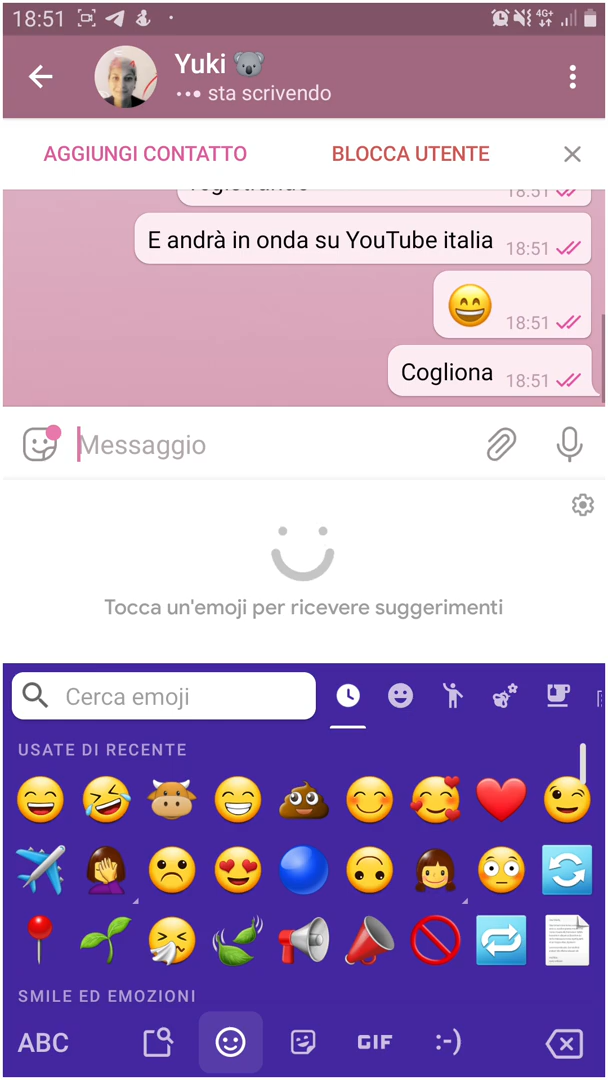 18:51
4G+
Yuki 🐨
sta scrivendo
AGGIUNGI CONTATTO
BLOCCA UTENTE
registrando 18:51
E andrà in onda su YouTube italia 18:51
😄 18:51
Cogliona 18:51
Messaggio
Tocca un'emoji per ricevere suggerimenti
Cerca emoji
USATE DI RECENTE
SMILE ED EMOZIONI
ABC
GIF
:-)